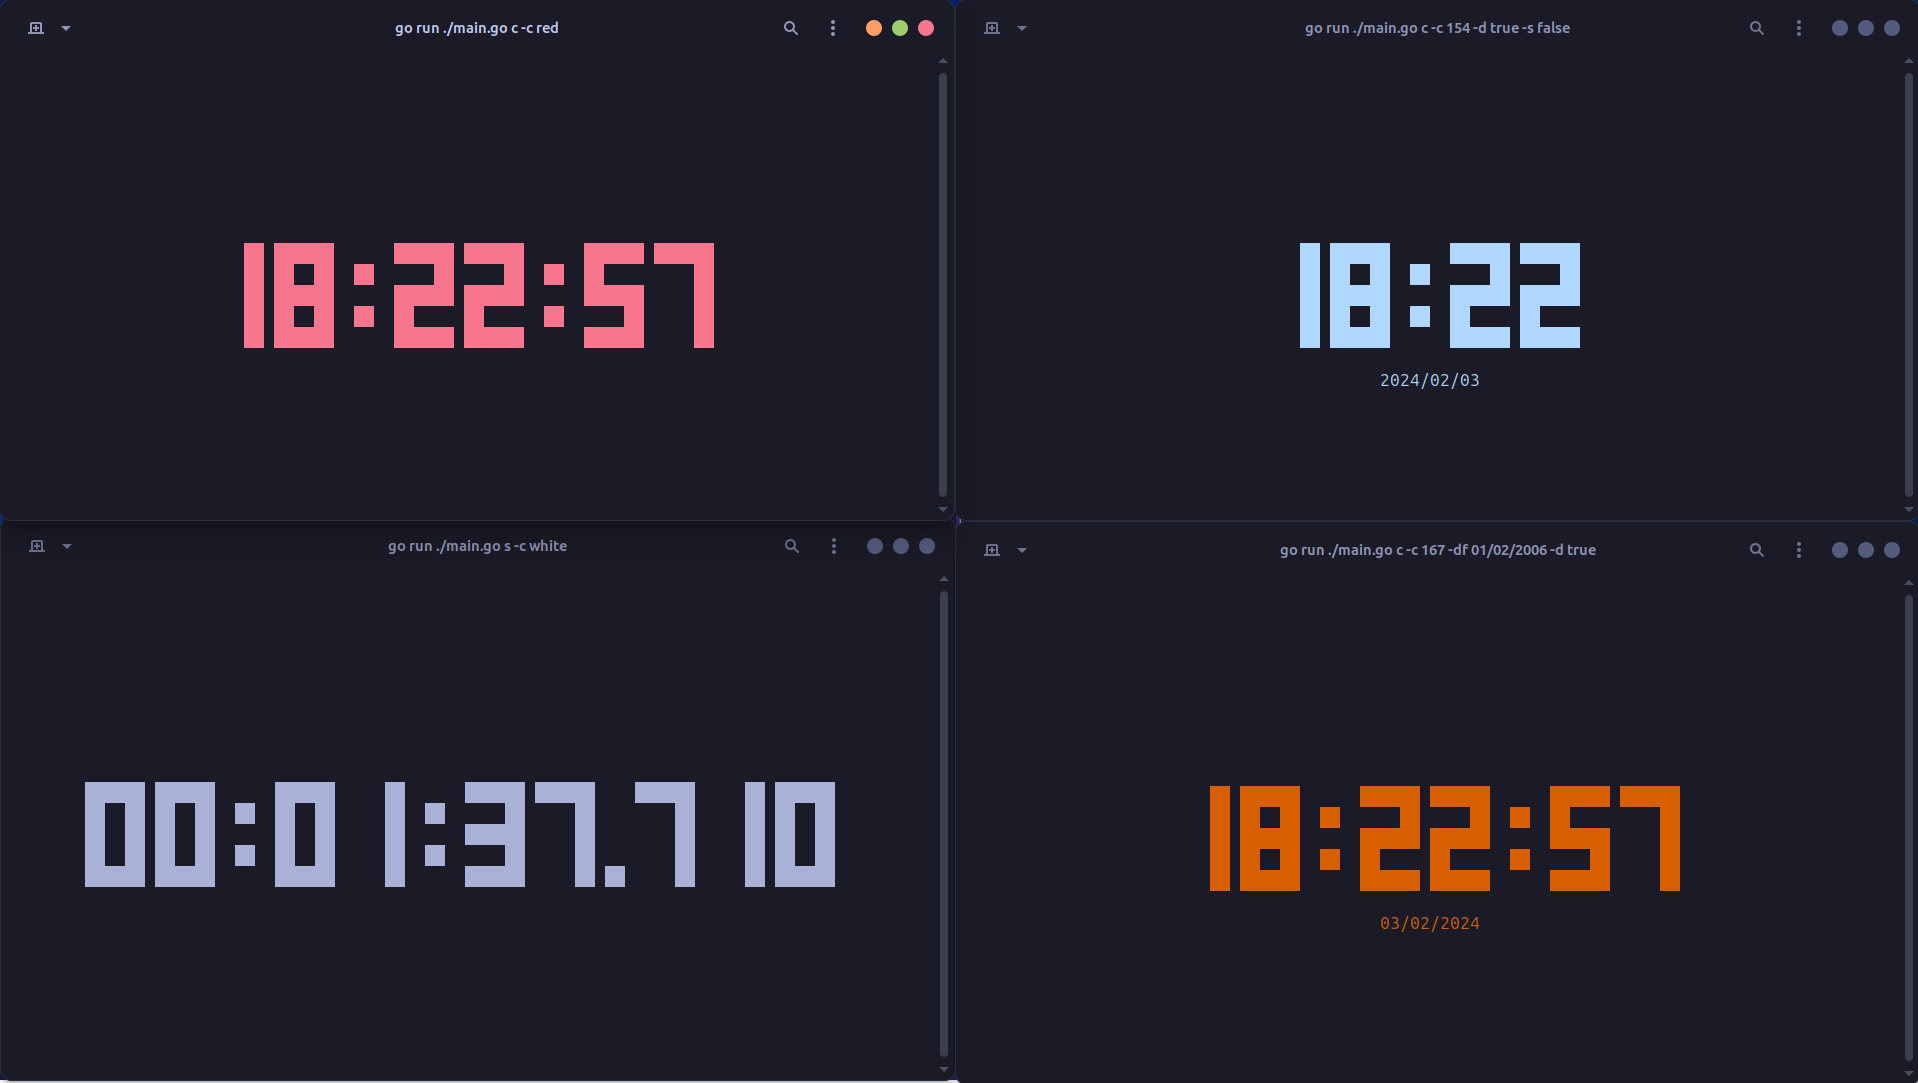 go run ./main.go c -c red
18:22:57
go run ./main.go c -c 154 -d true -s false
18:22
2024/02/03
go run ./main.go s -c white
00:01:37.710
go run ./main.go c -c 167 -df 01/02/2006 -d true
18:22:57
03/02/2024